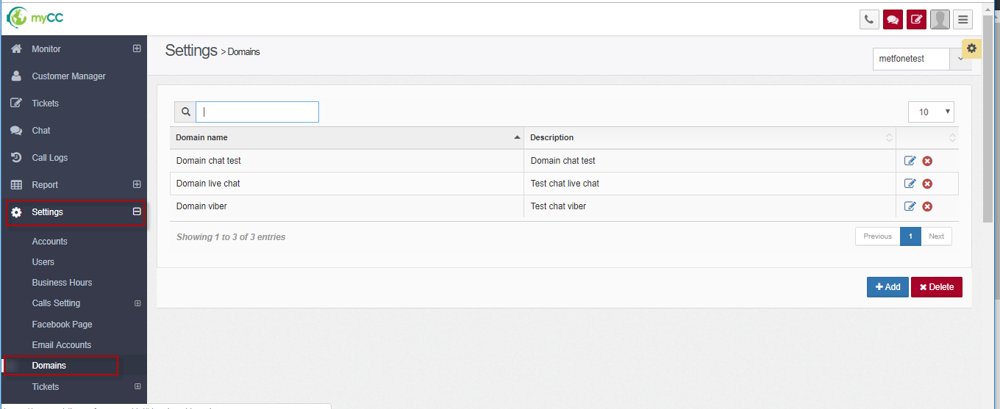 myCC
Monitor
Customer Manager
Tickets
Chat
Call Logs
Report
Settings
Accounts
Users
Business Hours
Calls Setting
Facebook Page
Email Accounts
Domains
Tickets
Settings > Domains
metfonetest
10
Domain name Description
Domain chat test Domain chat test
Domain live chat Test chat live chat
Domain viber Test chat viber
Showing 1 to 3 of 3 entries
Previous 1 Next
Add Delete